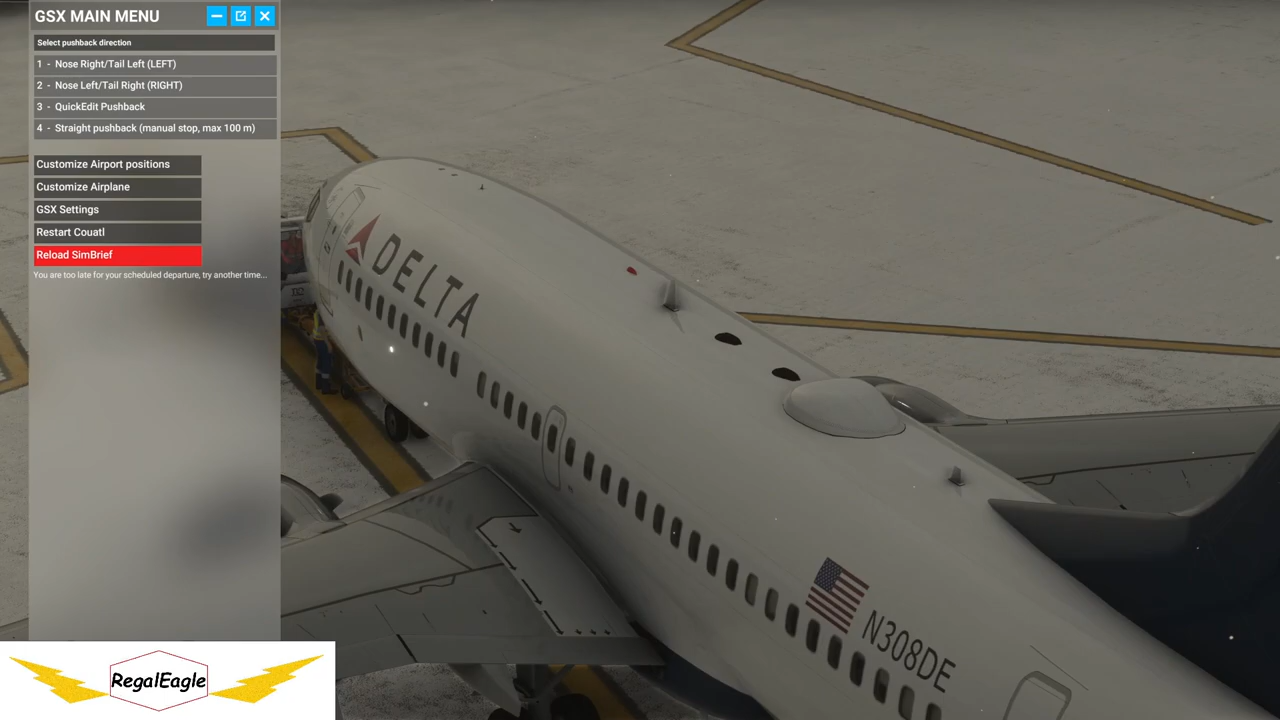 GSX MAIN MENU
Select pushback direction
1 - Nose Right/Tail Left (LEFT)
2 - Nose Left/Tail Right (RIGHT)
3 - QuickEdit Pushback
4 - Straight pushback (manual stop, max 100 m)
Customize Airport positions
Customize Airplane
GSX Settings
Restart Couatl
Reload SimBrief
You are too late for your scheduled departure, try another time...
DELTA
N308DE
RegalEagle